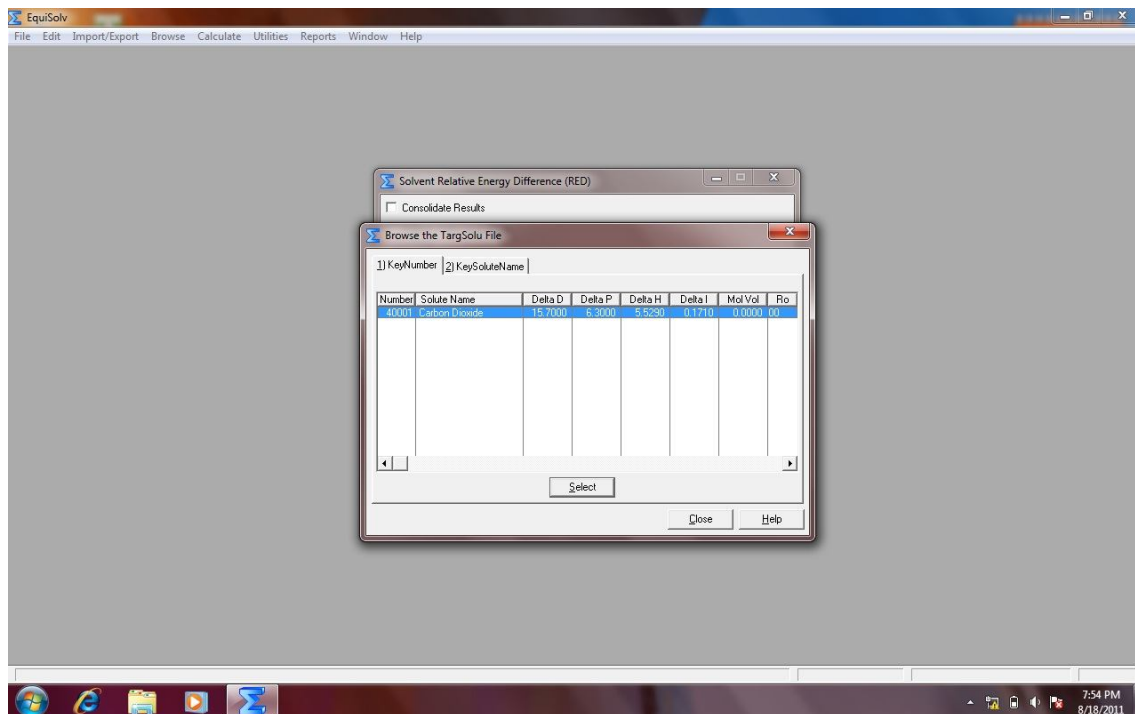 EquiSolv
File Edit Import/Export Browse Calculate Utilities Reports Window Help
Solvent Relative Energy Difference (RED)
Consolidate Results
Browse the TargSolu File
1) KeyNumber 2) KeySoluteName
Number Solute Name Delta D Delta P Delta H Delta I Mol Vol Ro
40001 Carbon Dioxide 15.7000 6.3000 5.5290 0.1710 0.0000 00
Select
Close Help
7:54 PM
8/18/2011